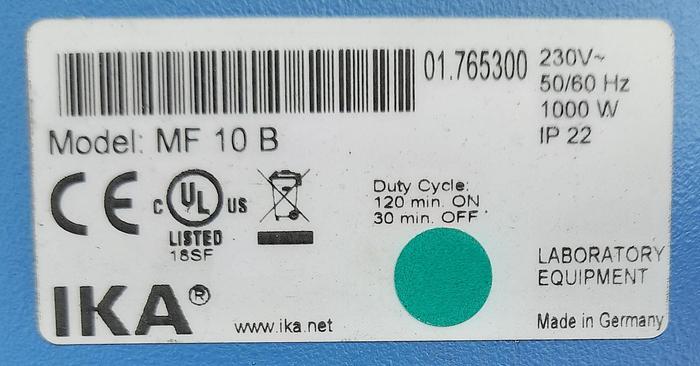 01.765300
230V~
50/60 Hz
1000 W
IP 22
Model: MF 10 B
CE
C UL US
LISTED
18SF
Duty Cycle:
120 min. ON
30 min. OFF
LABORATORY
EQUIPMENT
Made in Germany
IKA®
www.ika.net